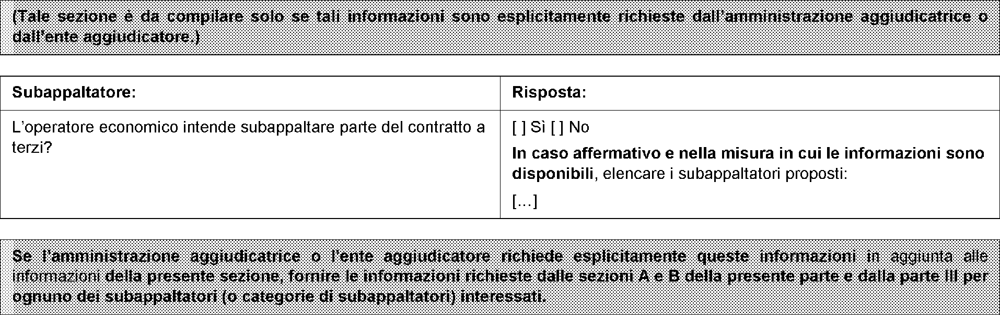 (Tale sezione è da compilare solo se tali informazioni sono esplicitamente richieste dall'amministrazione aggiudicatrice o
dall'ente aggiudicatore.)
Subappaltatore:
Risposta:
L'operatore economico intende subappaltare parte del contratto a
terzi?
[ ] Sì [ ] No
In caso affermativo e nella misura in cui le informazioni sono
disponibili, elencare i subappaltatori proposti:
[…]
Se l'amministrazione aggiudicatrice o l'ente aggiudicatore richiede esplicitamente queste informazioni in aggiunta alle
informazioni della presente sezione, fornire le informazioni richieste dalle sezioni A e B della presente parte e dalla parte III per
ognuno dei subappaltatori (o categorie di subappaltatori) interessati.